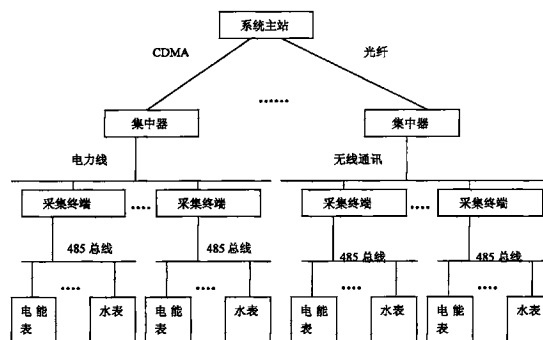 系统主站
CDMA
光纤
......
集中器
集中器
电力线
无线通讯
采集终端
....
采集终端
采集终端
....
采集终端
485 总线
485 总线
485 总线
485 总线
....
....
....
....
电 能
表
水表
电 能
表
水表
电 能
表
水表
电 能
表
水表